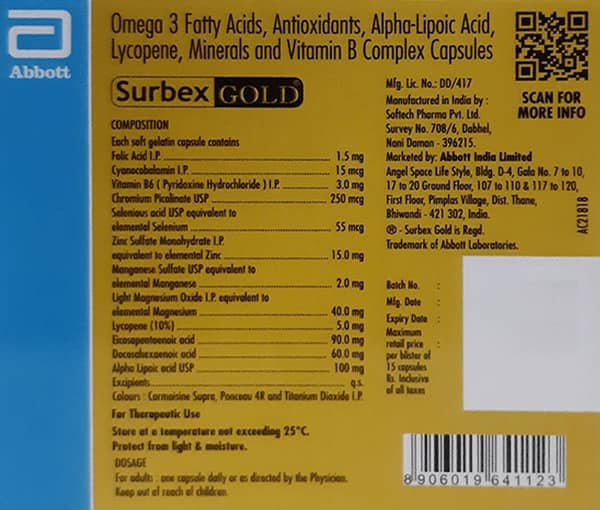 Abbott
Omega 3 Fatty Acids, Antioxidants, Alpha-Lipoic Acid,
Lycopene, Minerals and Vitamin B Complex Capsules
Surbex GOLD
COMPOSITION
Each soft gelatin capsule contains
Folic Acid I.P. 1.5 mg
Cyanocobalamin I.P. 15 mcg
Vitamin B6 ( Pyridoxine Hydrochloride ) I.P. 3.0 mg
Chromium Picolinate USP 250 mcg
Selenious acid USP equivalent to
elemental Selenium 55 mcg
Zinc Sulfate Monohydrate I.P.
equivalent to elemental Zinc 15.0 mg
Manganese Sulfate USP equivalent to
elemental Manganese 2.0 mg
Light Magnesium Oxide I.P. equivalent to
elemental Magnesium 40.0 mg
Lycopene (10%) 5.0 mg
Eicosapentaenoic acid 90.0 mg
Docosahexaenoic acid 60.0 mg
Alpha Lipoic acid USP 100 mg
Excipients q.s.
Colours : Carmoisine Supra, Ponceau 4R and Titanium Dioxide I.P.
For Therapeutic Use
Store at a temperature not exceeding 25°C.
Protect from light & moisture.
DOSAGE
For adults : one capsule daily or as directed by the Physician.
Keep out of reach of children.
Mfg. Lic. No.: DD/417
Manufactured in India by :
Softech Pharma Pvt. Ltd.
Survey No. 708/6, Dabhel,
Nani Daman - 396215.
Marketed by: Abbott India Limited
Angel Space Life Style, Bldg. D-4, Gala No. 7 to 10,
17 to 20 Ground Floor, 107 to 110 & 117 to 120,
First Floor, Pimplas Village, Dist. Thane,
Bhiwandi - 421 302, India.
® - Surbex Gold is Regd.
Trademark of Abbott Laboratories.
SCAN FOR
MORE INFO
AC21818
Batch No. :
Mfg. Date :
Expiry Date :
Maximum
retail price :
per blister of
15 capsules
Rs. Inclusive
of all taxes
8906019641123